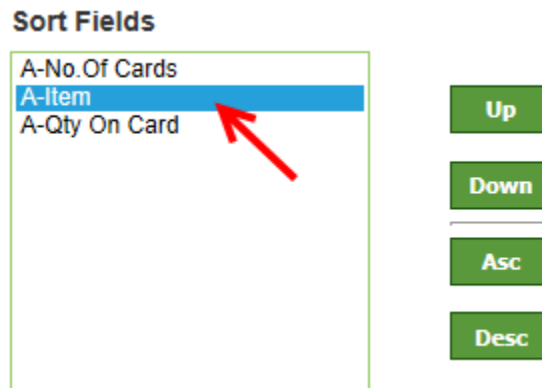 Sort Fields
A-No.Of Cards
A-Item
A-Qty On Card
Up
Down
Asc
Desc